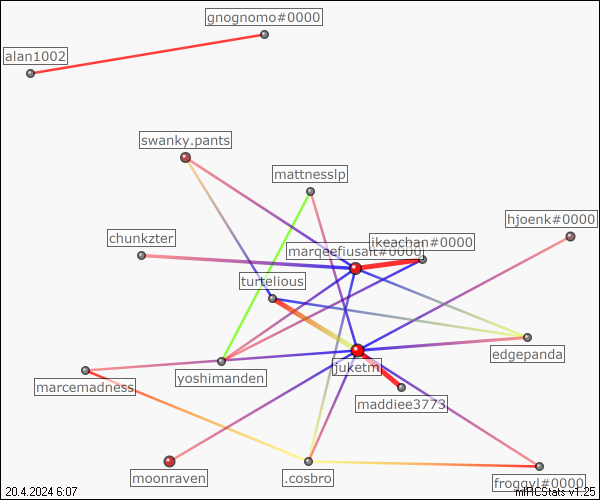 gnognomo#0000
alan1002
swanky.pants
mattnesslp
hjoenk#0000
chunkzter
ikeachan#0000
marqeefiusalt#0000
turtelious
edgepanda
juketm
yoshimanden
marcemadness
maddiee3773
moonraven
.cosbro
froggyl#0000
20.4.2024 6:07
mIRCStats v1.25